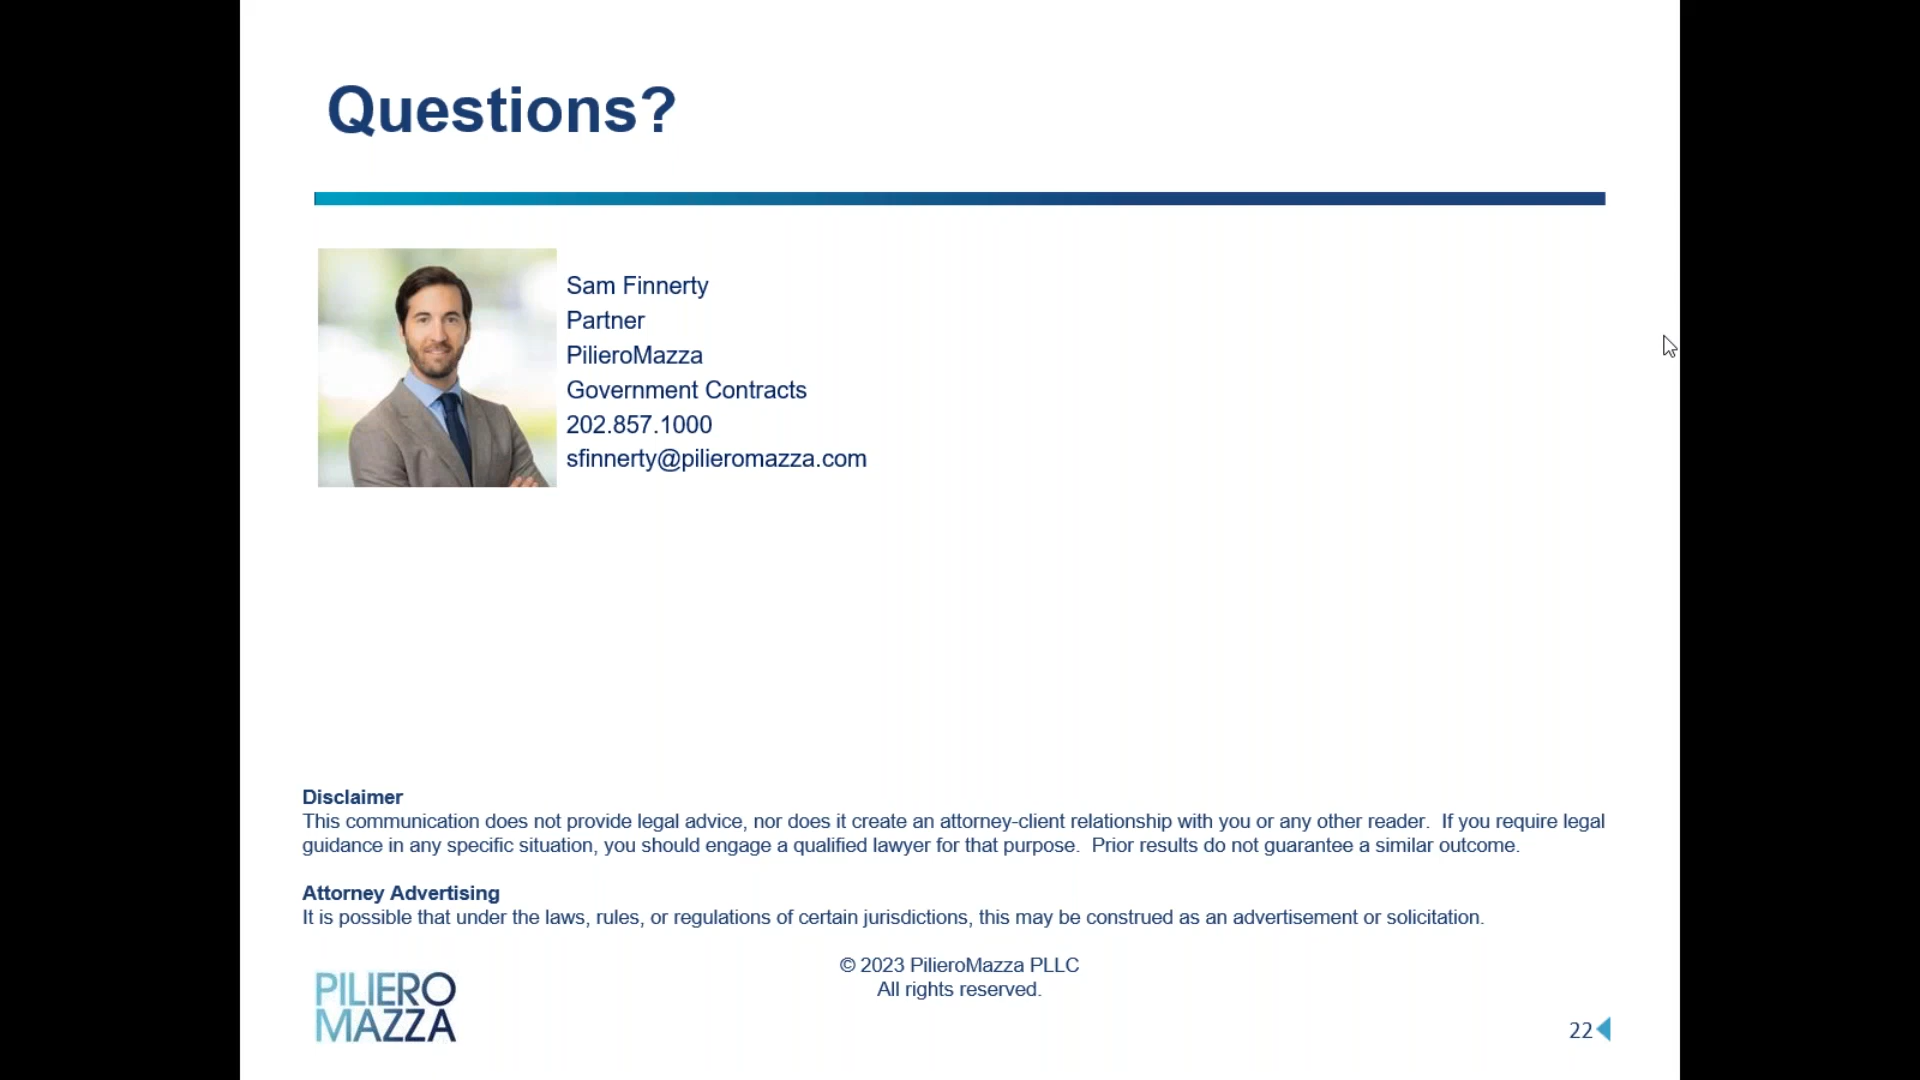 Questions?
Sam Finnerty
Partner
PilieroMazza
Government Contracts
202.857.1000
sfinnerty@pilieromazza.com
Disclaimer
This communication does not provide legal advice, nor does it create an attorney-client relationship with you or any other reader.  If you require legal
guidance in any specific situation, you should engage a qualified lawyer for that purpose.  Prior results do not guarantee a similar outcome.
Attorney Advertising
It is possible that under the laws, rules, or regulations of certain jurisdictions, this may be construed as an advertisement or solicitation.
© 2023 PilieroMazza PLLC
All rights reserved.
PILIERO
MAZZA
22